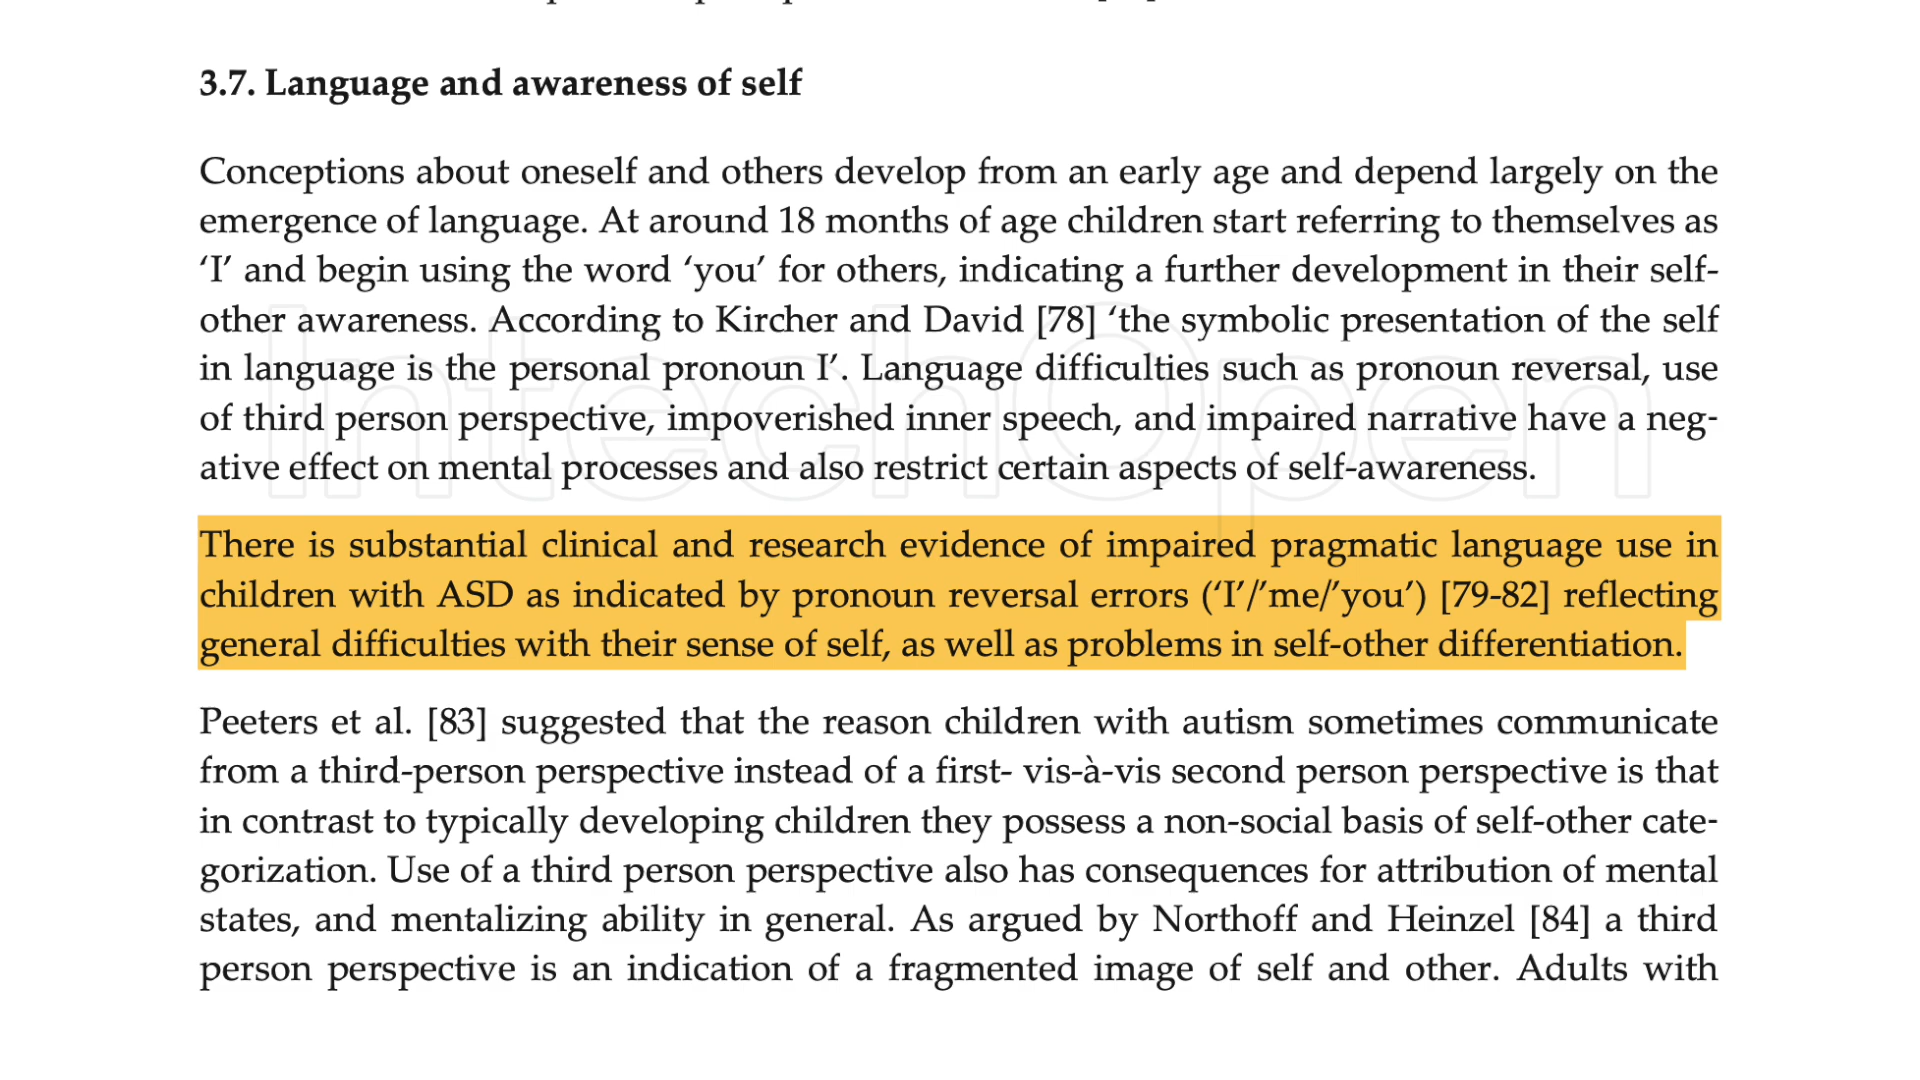 3.7. Language and awareness of self
Conceptions about oneself and others develop from an early age and depend largely on the
emergence of language. At around 18 months of age children start referring to themselves as
‘I’ and begin using the word ‘you’ for others, indicating a further development in their self-
other awareness. According to Kircher and David [78] ‘the symbolic presentation of the self
in language is the personal pronoun I’. Language difficulties such as pronoun reversal, use
of third person perspective, impoverished inner speech, and impaired narrative have a neg-
ative effect on mental processes and also restrict certain aspects of self-awareness.
IntechOpen
There is substantial clinical and research evidence of impaired pragmatic language use in
children with ASD as indicated by pronoun reversal errors (‘I’/’me/’you’) [79-82] reflecting
general difficulties with their sense of self, as well as problems in self-other differentiation.
Peeters et al. [83] suggested that the reason children with autism sometimes communicate
from a third-person perspective instead of a first- vis-à-vis second person perspective is that
in contrast to typically developing children they possess a non-social basis of self-other cate-
gorization. Use of a third person perspective also has consequences for attribution of mental
states, and mentalizing ability in general. As argued by Northoff and Heinzel [84] a third
person perspective is an indication of a fragmented image of self and other. Adults with